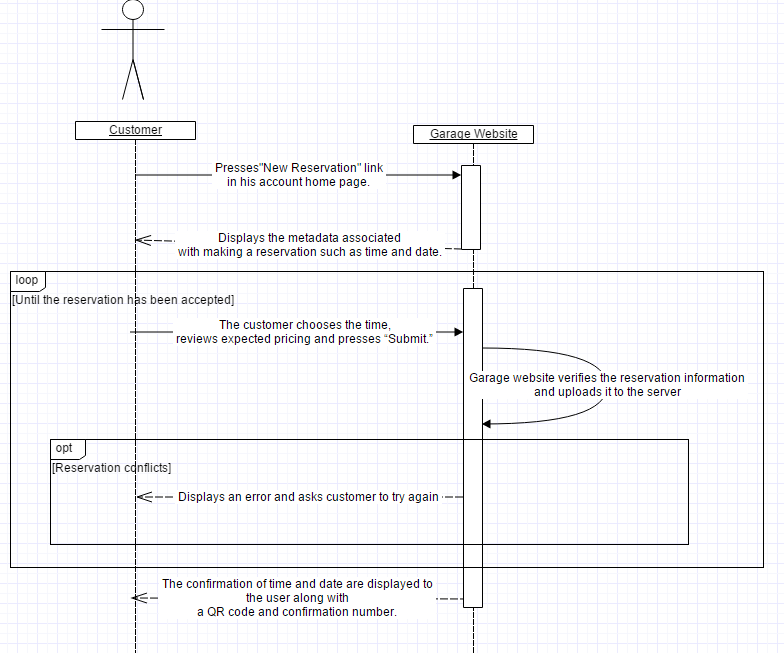 Customer
Garage Website
Presses"New Reservation" link
in his account home page.
Displays the metadata associated
with making a reservation such as time and date.
loop
[Until the reservation has been accepted]
The customer chooses the time,
reviews expected pricing and presses “Submit.”
Garage website verifies the reservation information
and uploads it to the server
opt
[Reservation conflicts]
Displays an error and asks customer to try again
The confirmation of time and date are displayed to
the user along with
a QR code and confirmation number.